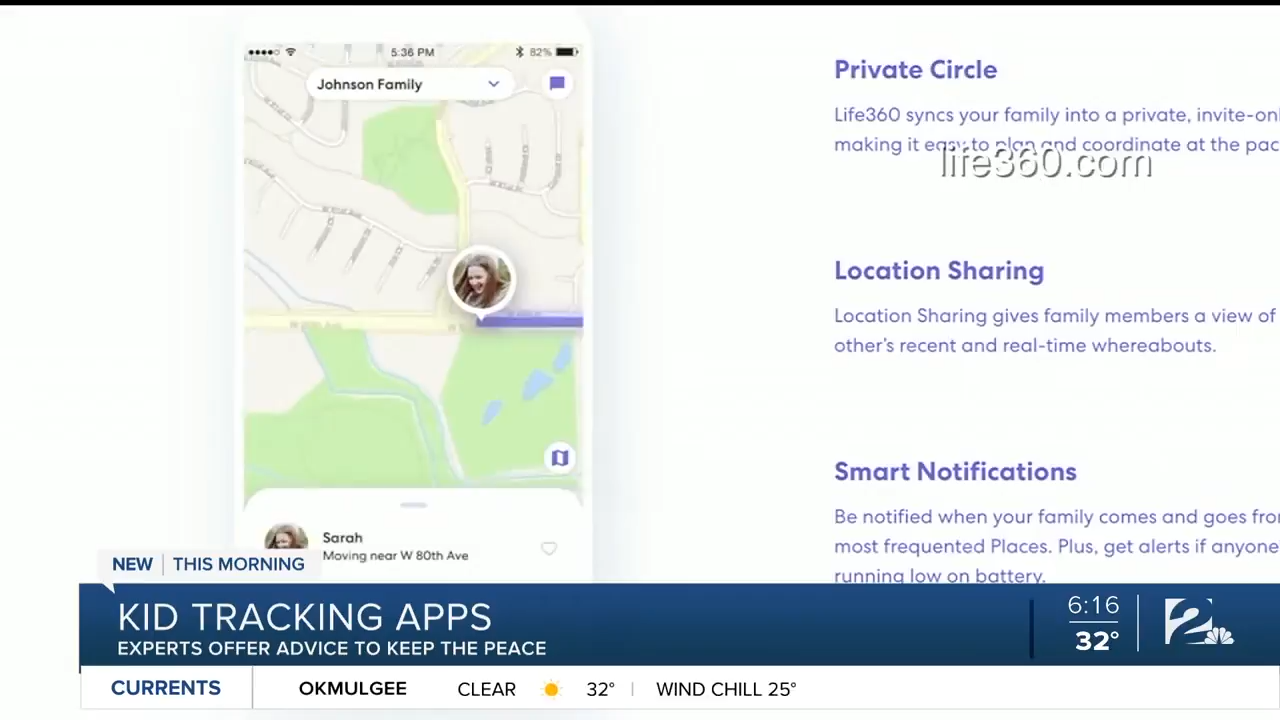 5:36 PM
82%
Johnson Family
Sarah
Moving near W 80th Ave
Private Circle
Life360 syncs your family into a private, invite-onl
making it easy to plan and coordinate at the pac
life360.com
Location Sharing
Location Sharing gives family members a view of
other's recent and real-time whereabouts.
Smart Notifications
Be notified when your family comes and goes fro
most frequented Places. Plus, get alerts if anyone'
running low on battery.
NEW THIS MORNING
KID TRACKING APPS
EXPERTS OFFER ADVICE TO KEEP THE PEACE
6:16
32°
2
CURRENTS OKMULGEE CLEAR 32° WIND CHILL 25°